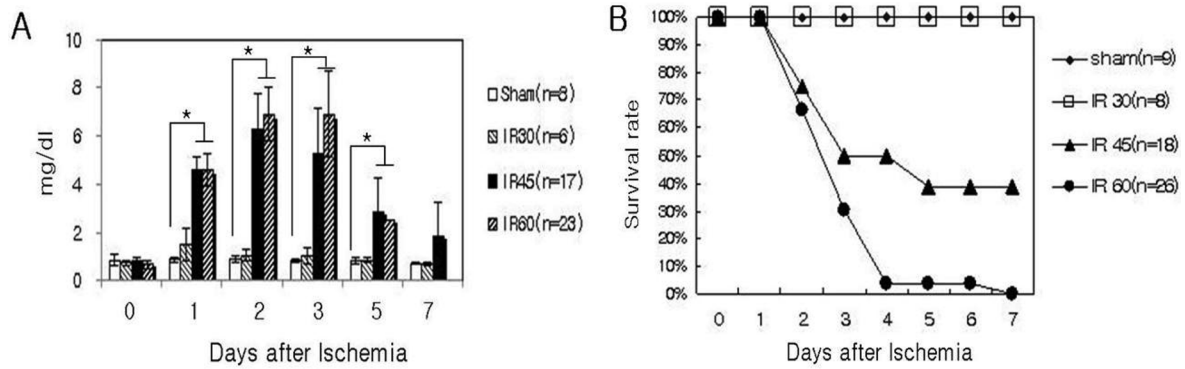 A
10
8
6
4
2
0
mg/dl
*
*
*
*
0 1 2 3 5 7
Days after Ischemia
Sham(n=8)
IR30(n=6)
IR45(n=17)
IR60(n=23)
B
100%
90%
80%
70%
60%
50%
40%
30%
20%
10%
0%
Survival rate
0 1 2 3 4 5 6 7
Days after Ischemia
sham(n=9)
IR 30(n=8)
IR 45(n=18)
IR 60(n=26)